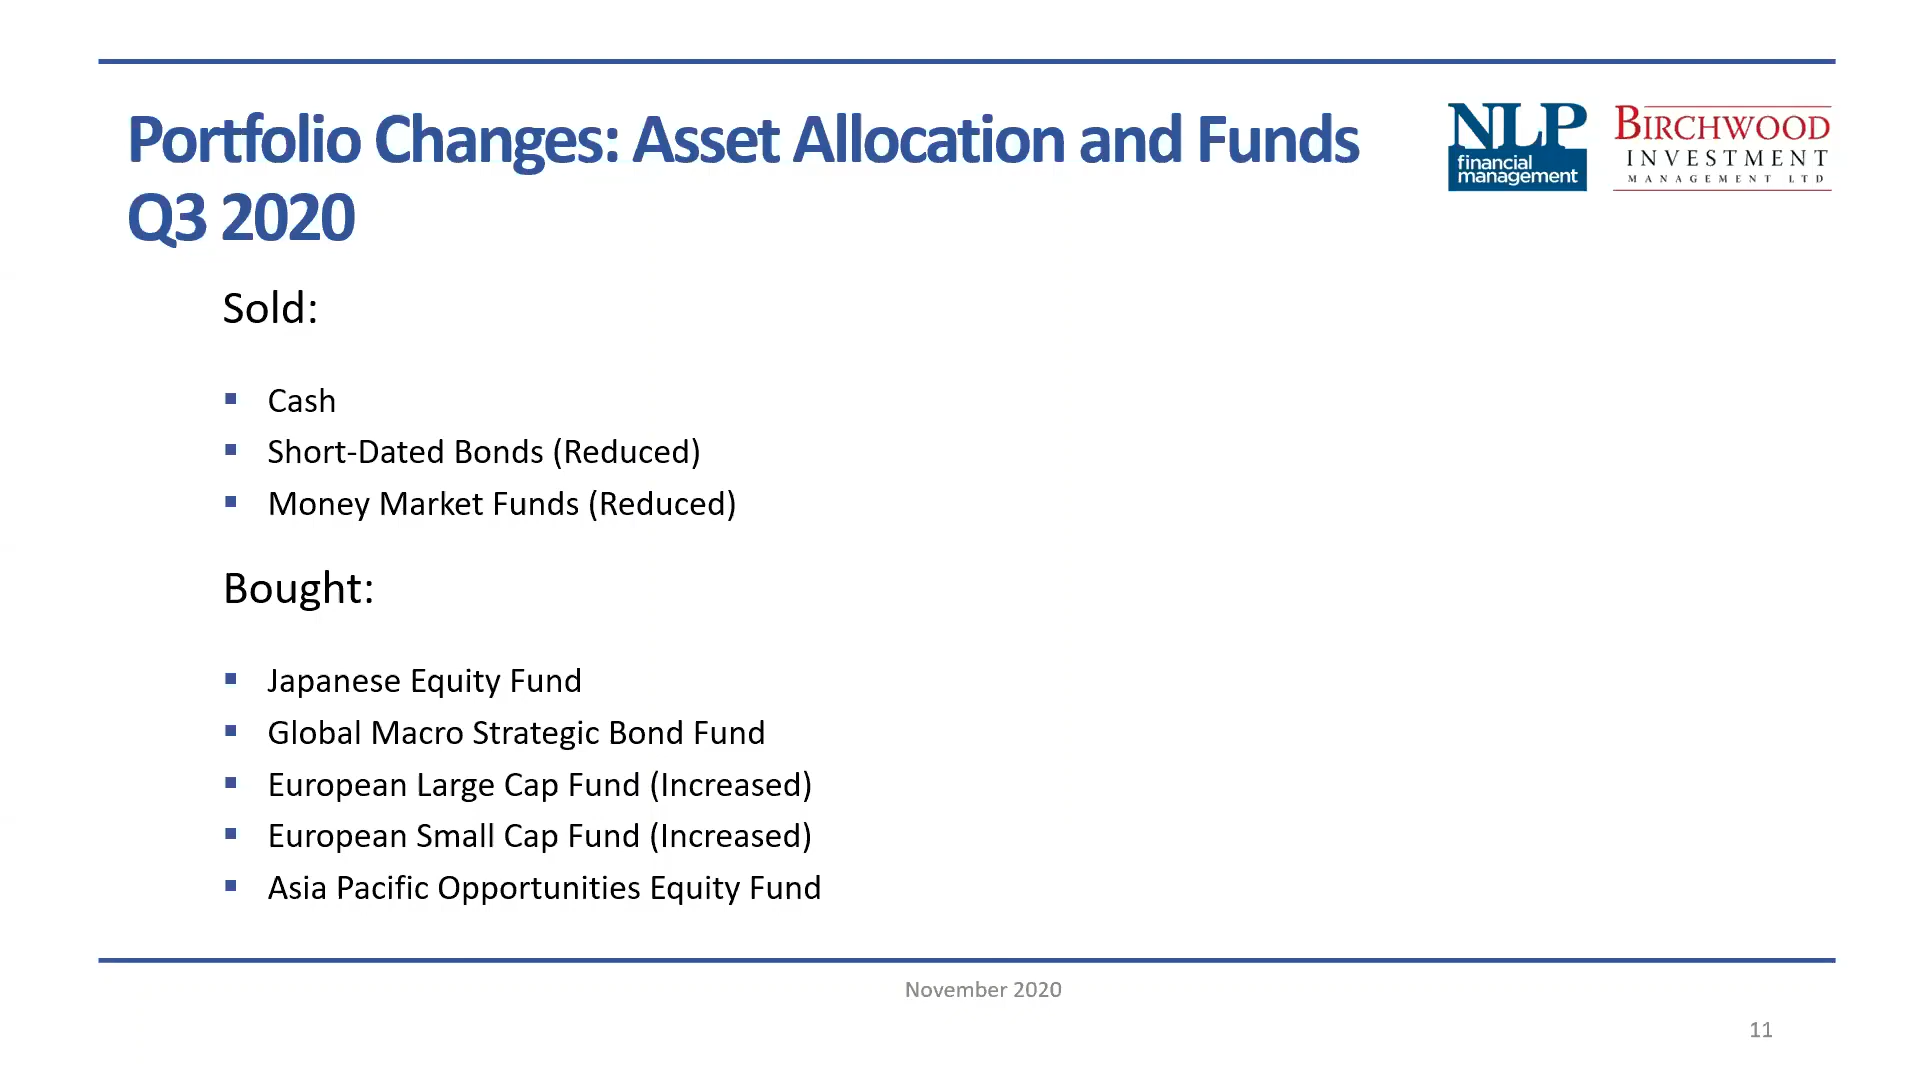 Portfolio Changes: Asset Allocation and Funds
Q3 2020
NLP
financial
management
BIRCHWOOD
INVESTMENT
MANAGEMENT LTD
Sold:
Cash
Short-Dated Bonds (Reduced)
Money Market Funds (Reduced)
Bought:
Japanese Equity Fund
Global Macro Strategic Bond Fund
European Large Cap Fund (Increased)
European Small Cap Fund (Increased)
Asia Pacific Opportunities Equity Fund
November 2020
11